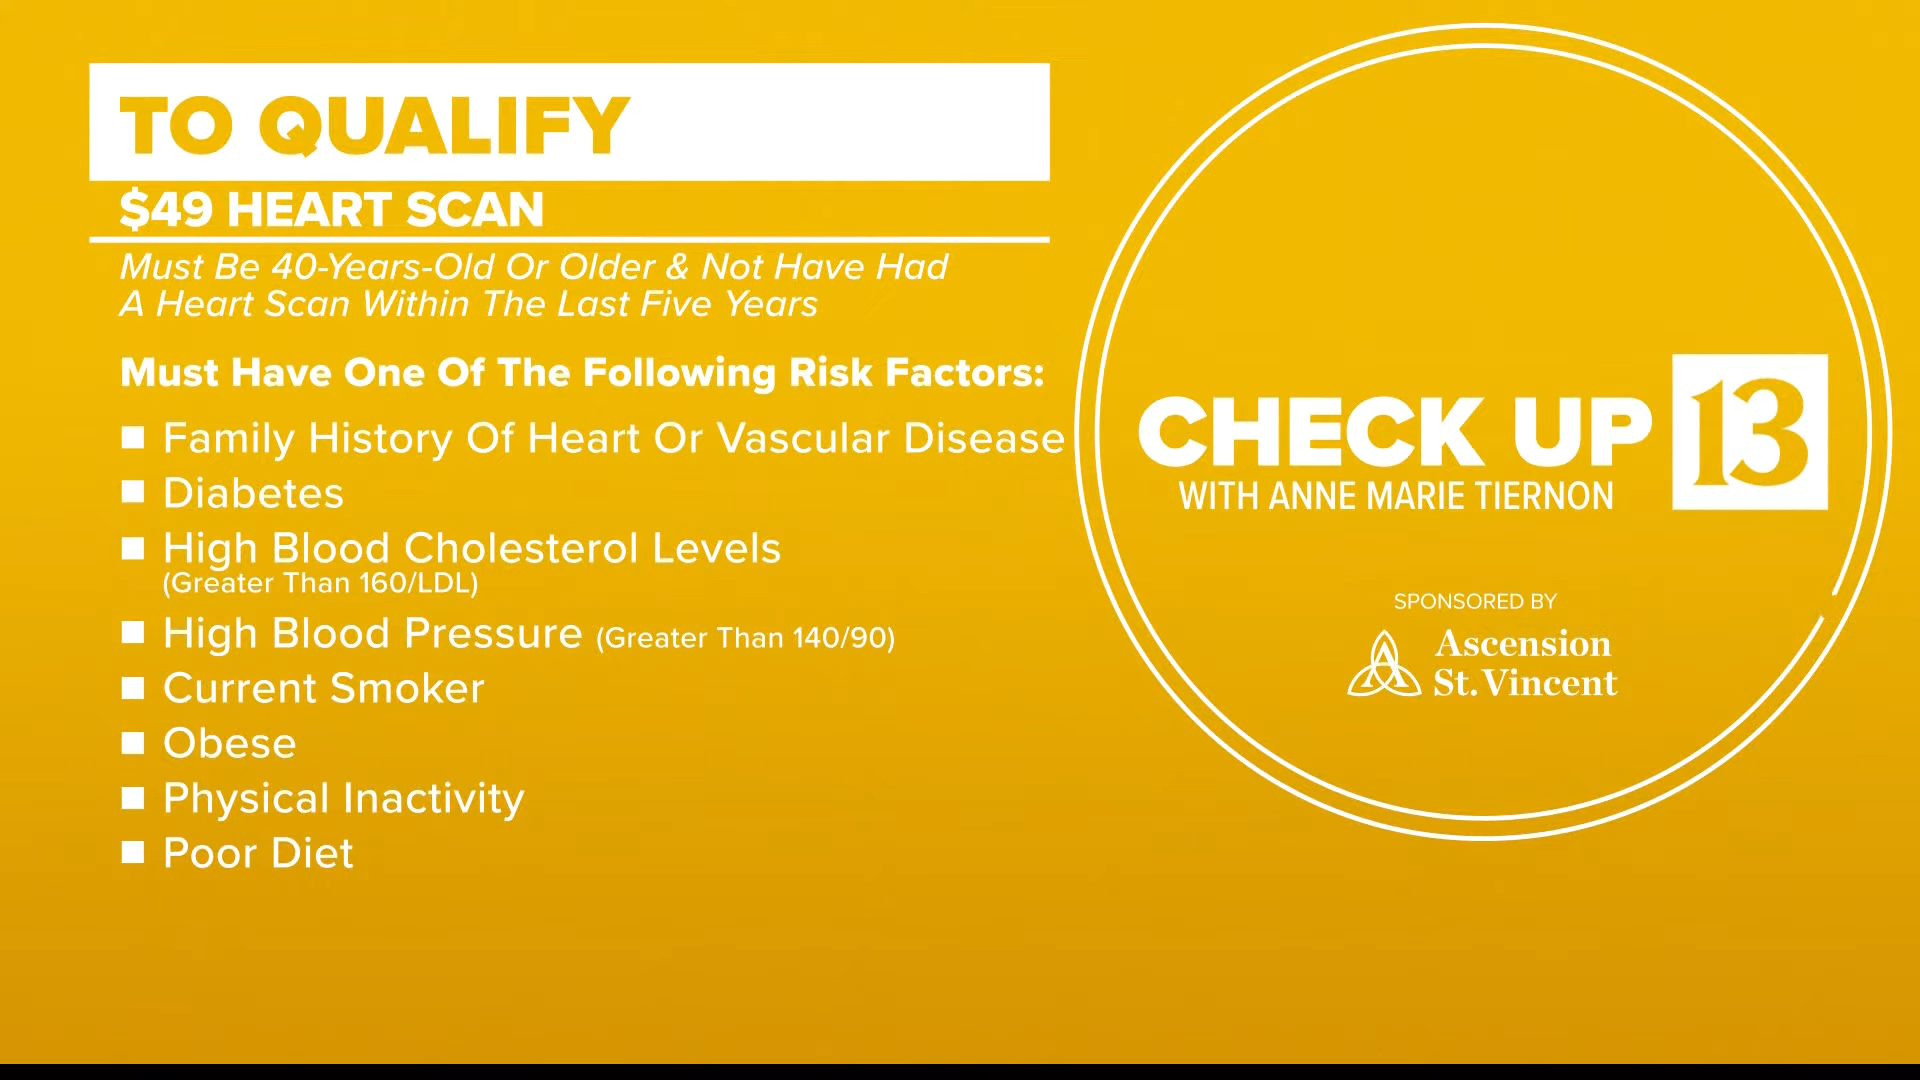 TO QUALIFY
$49 HEART SCAN
Must Be 40-Years-Old Or Older & Not Have Had
A Heart Scan Within The Last Five Years
Must Have One Of The Following Risk Factors:
Family History Of Heart Or Vascular Disease
Diabetes
High Blood Cholesterol Levels
(Greater Than 160/LDL)
High Blood Pressure (Greater Than 140/90)
Current Smoker
Obese
Physical Inactivity
Poor Diet
CHECK UP 13
WITH ANNE MARIE TIERNON
SPONSORED BY
Ascension
St. Vincent